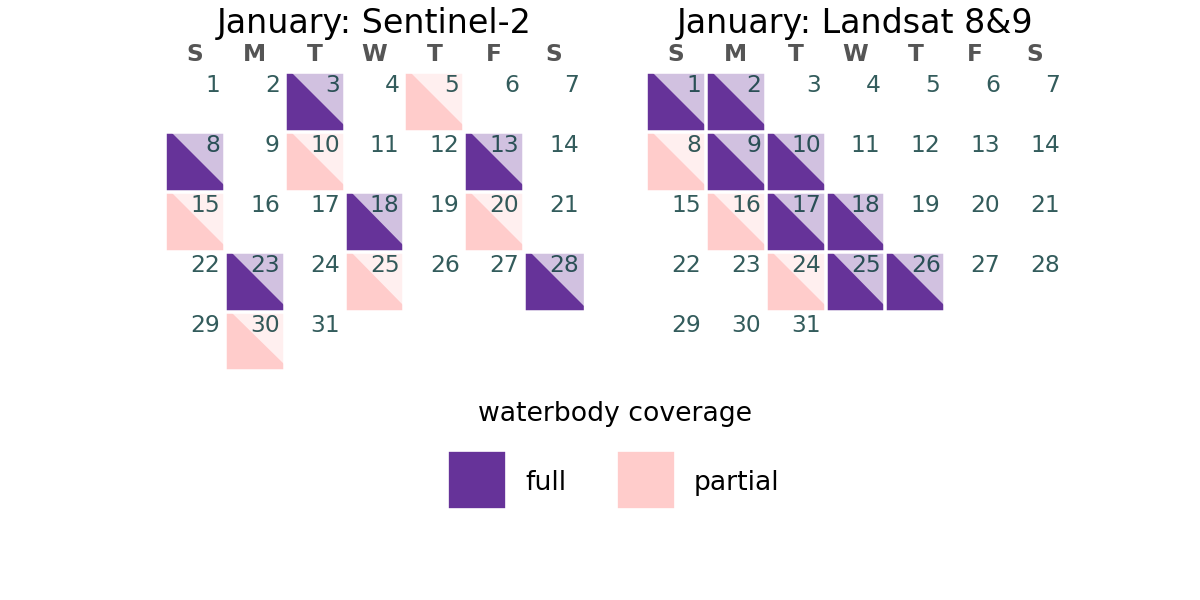 January: Sentinel-2
S M T W T F S
1 2 3 4 5 6 7
8 9 10 11 12 13 14
15 16 17 18 19 20 21
22 23 24 25 26 27 28
29 30 31
January: Landsat 8&9
S M T W T F S
1 2 3 4 5 6 7
8 9 10 11 12 13 14
15 16 17 18 19 20 21
22 23 24 25 26 27 28
29 30 31
waterbody coverage
full partial